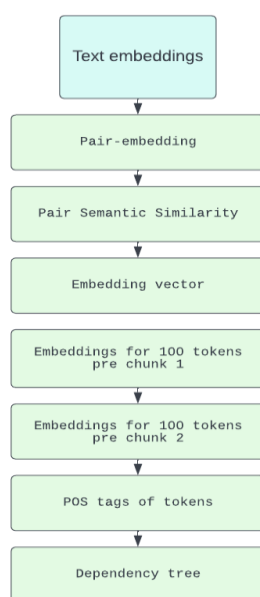 Text embeddings
Pair-embedding
Pair Semantic Similarity
Embedding vector
Embeddings for 100 tokens
pre chunk 1
Embeddings for 100 tokens
pre chunk 2
POS tags of tokens
Dependency tree